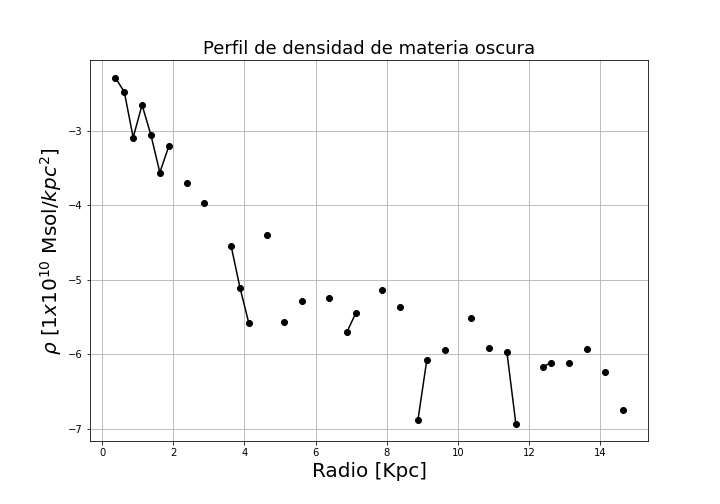 Perfil de densidad de materia oscura
ρ [1x10¹⁰ Msol/kpc²]
−3
−4
−5
−6
−7
0 2 4 6 8 10 12 14
Radio [Kpc]